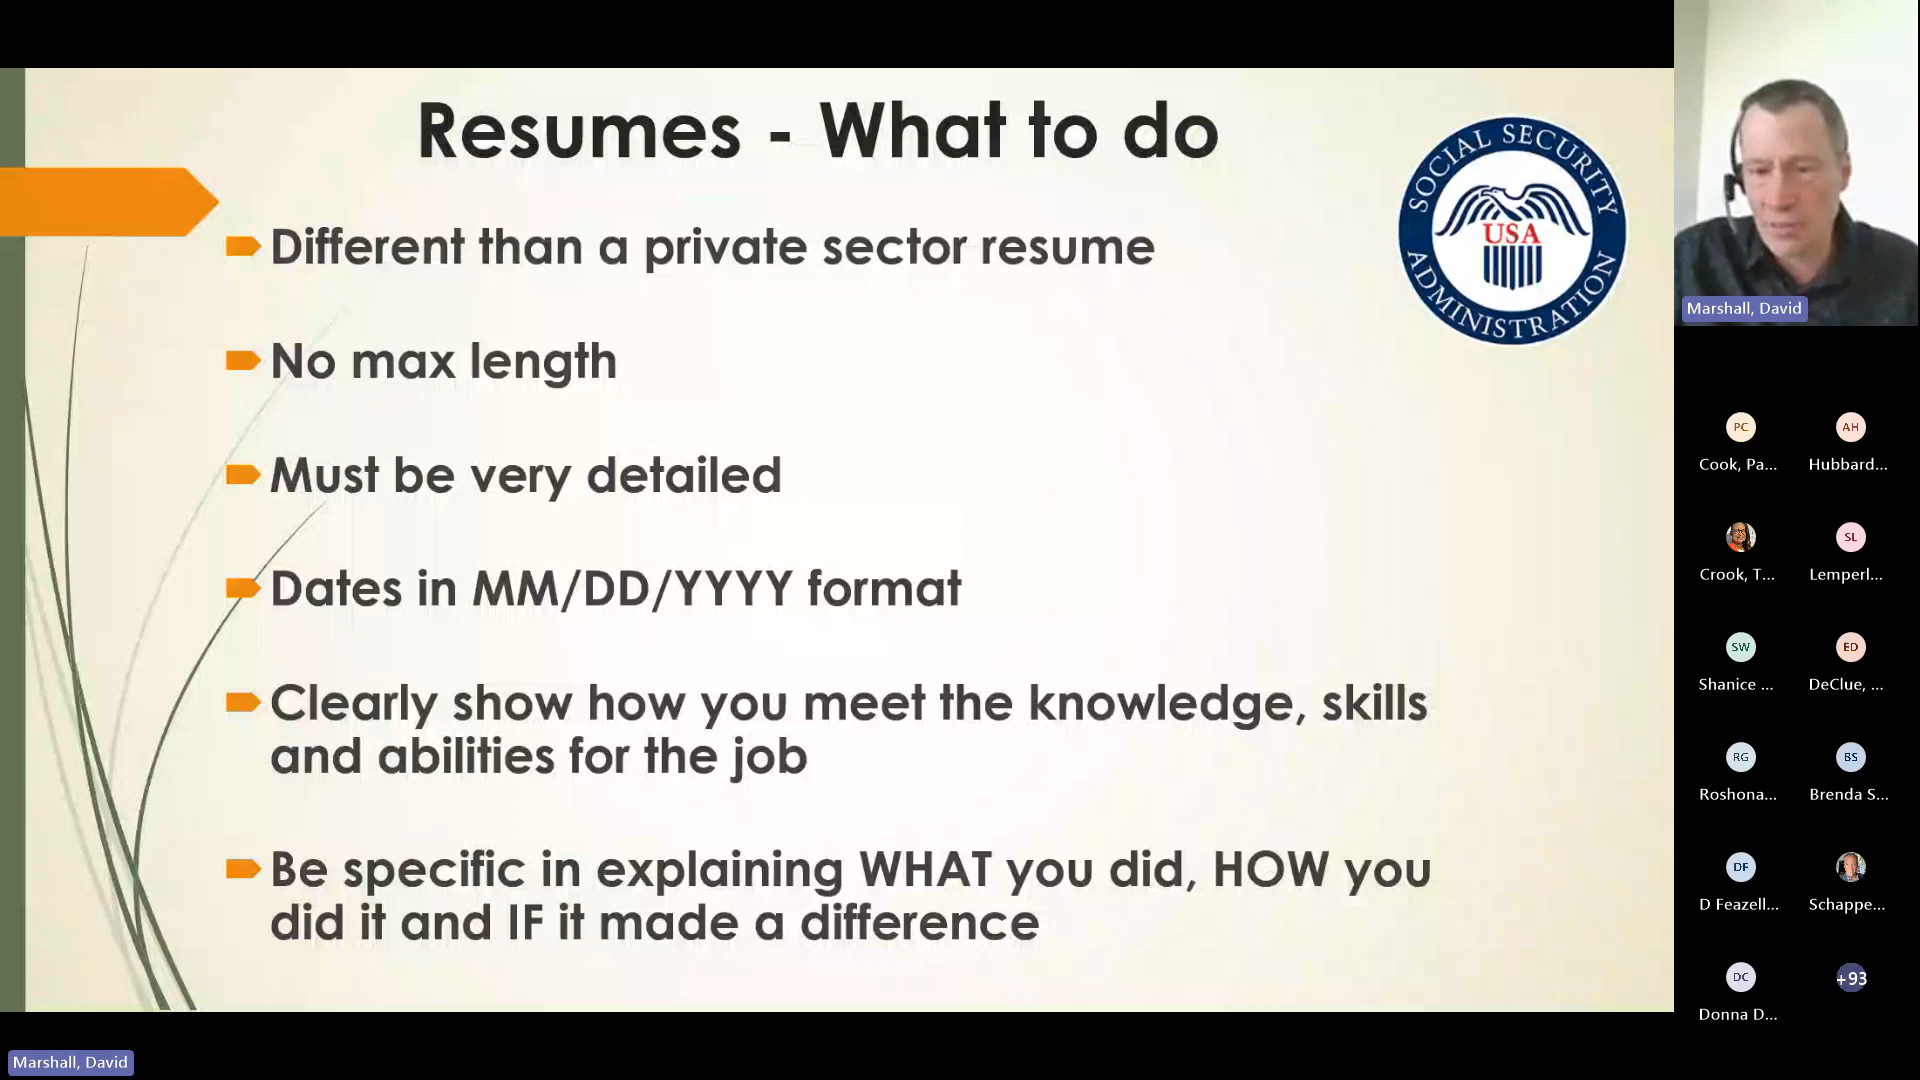 Resumes - What to do
Different than a private sector resume
No max length
Must be very detailed
Dates in MM/DD/YYYY format
Clearly show how you meet the knowledge, skills
and abilities for the job
Be specific in explaining WHAT you did, HOW you
did it and IF it made a difference
SOCIAL SECURITY
USA
ADMINISTRATION
Marshall, David
PC
AH
Cook, Pa...
Hubbard...
Crook, T...
SL
Lemperl...
SW
ED
Shanice ...
DeClue, ...
RG
BS
Roshona...
Brenda S...
DF
D Feazell...
Schappe...
DC
+93
Donna D...
Marshall, David